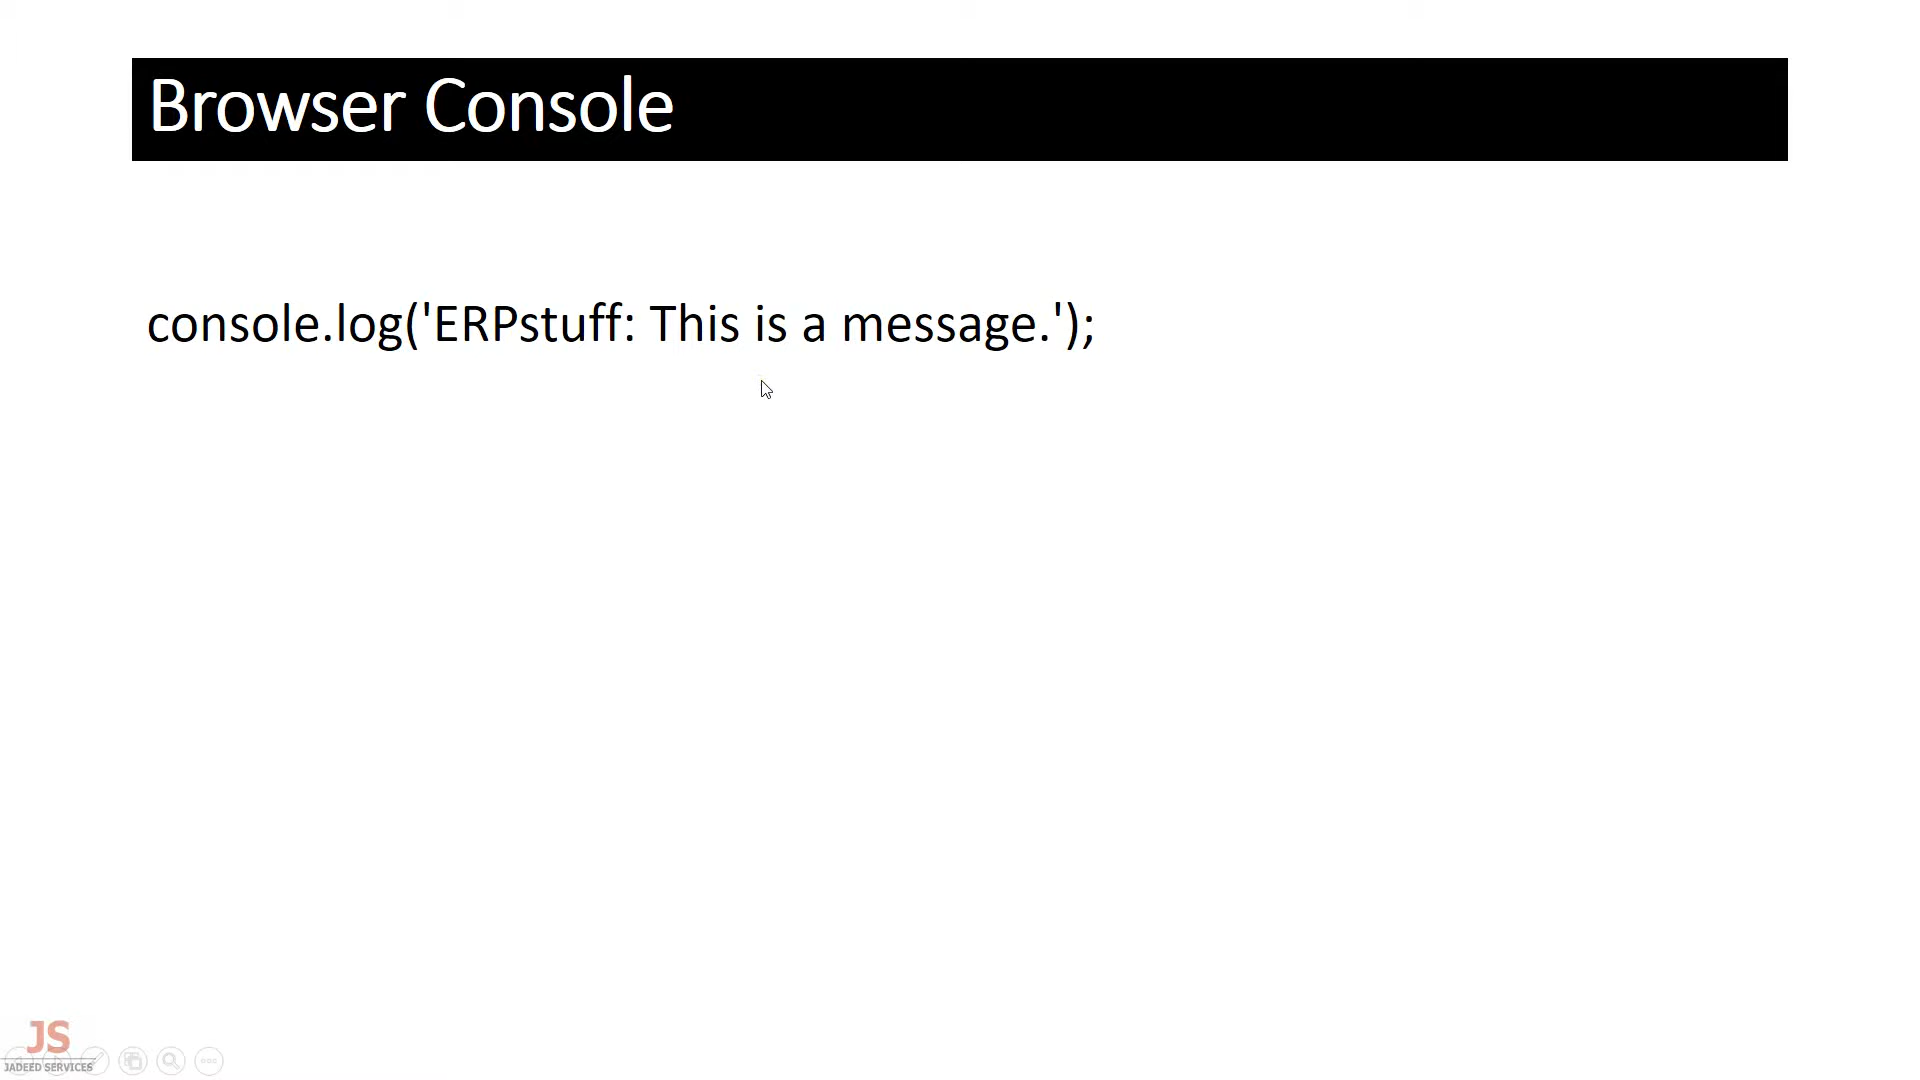 Browser Console
console.log('ERPstuff: This is a message.');
JS
JADEED SERVICES